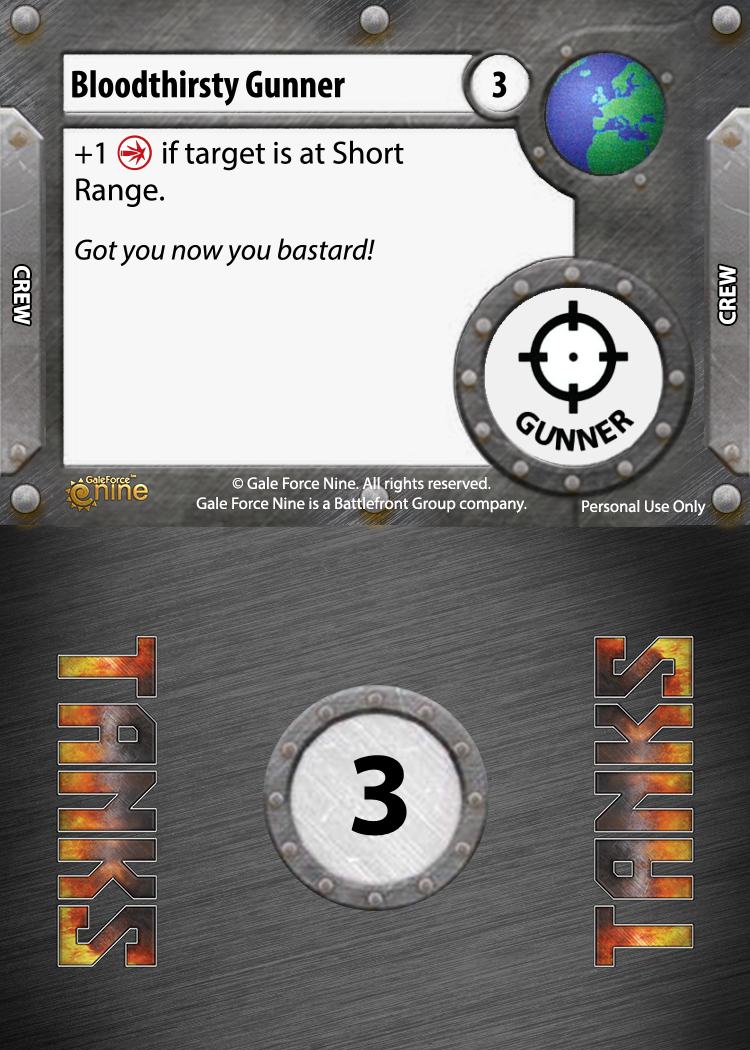 Bloodthirsty Gunner
3
+1 if target is at Short
Range.
Got you now you bastard!
CREW
CREW
GUNNER
GaleForce™
nine
© Gale Force Nine. All rights reserved.
Gale Force Nine is a Battlefront Group company.
Personal Use Only
TANKS
3
TANKS